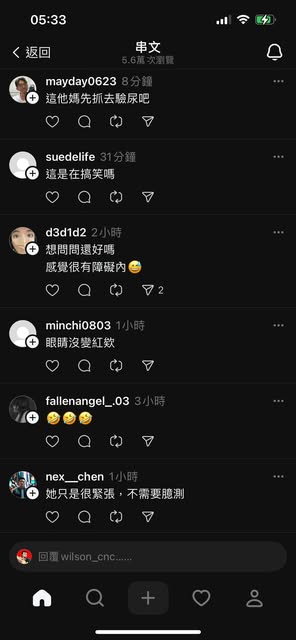 05:33
返回
串文
5.6萬 次瀏覽
mayday0623 8分鐘
這他媽先抓去驗尿吧
suedelife 31分鐘
這是在搞笑嗎
d3d1d2 2小時
想問問還好嗎
感覺很有障礙內😅
2
minchi0803 1小時
眼睛沒變紅欸
fallenangel_.03 3小時
🤣🤣🤣
nex__chen 1小時
她只是很緊張，不需要臆測
回覆 wilson_cnc......